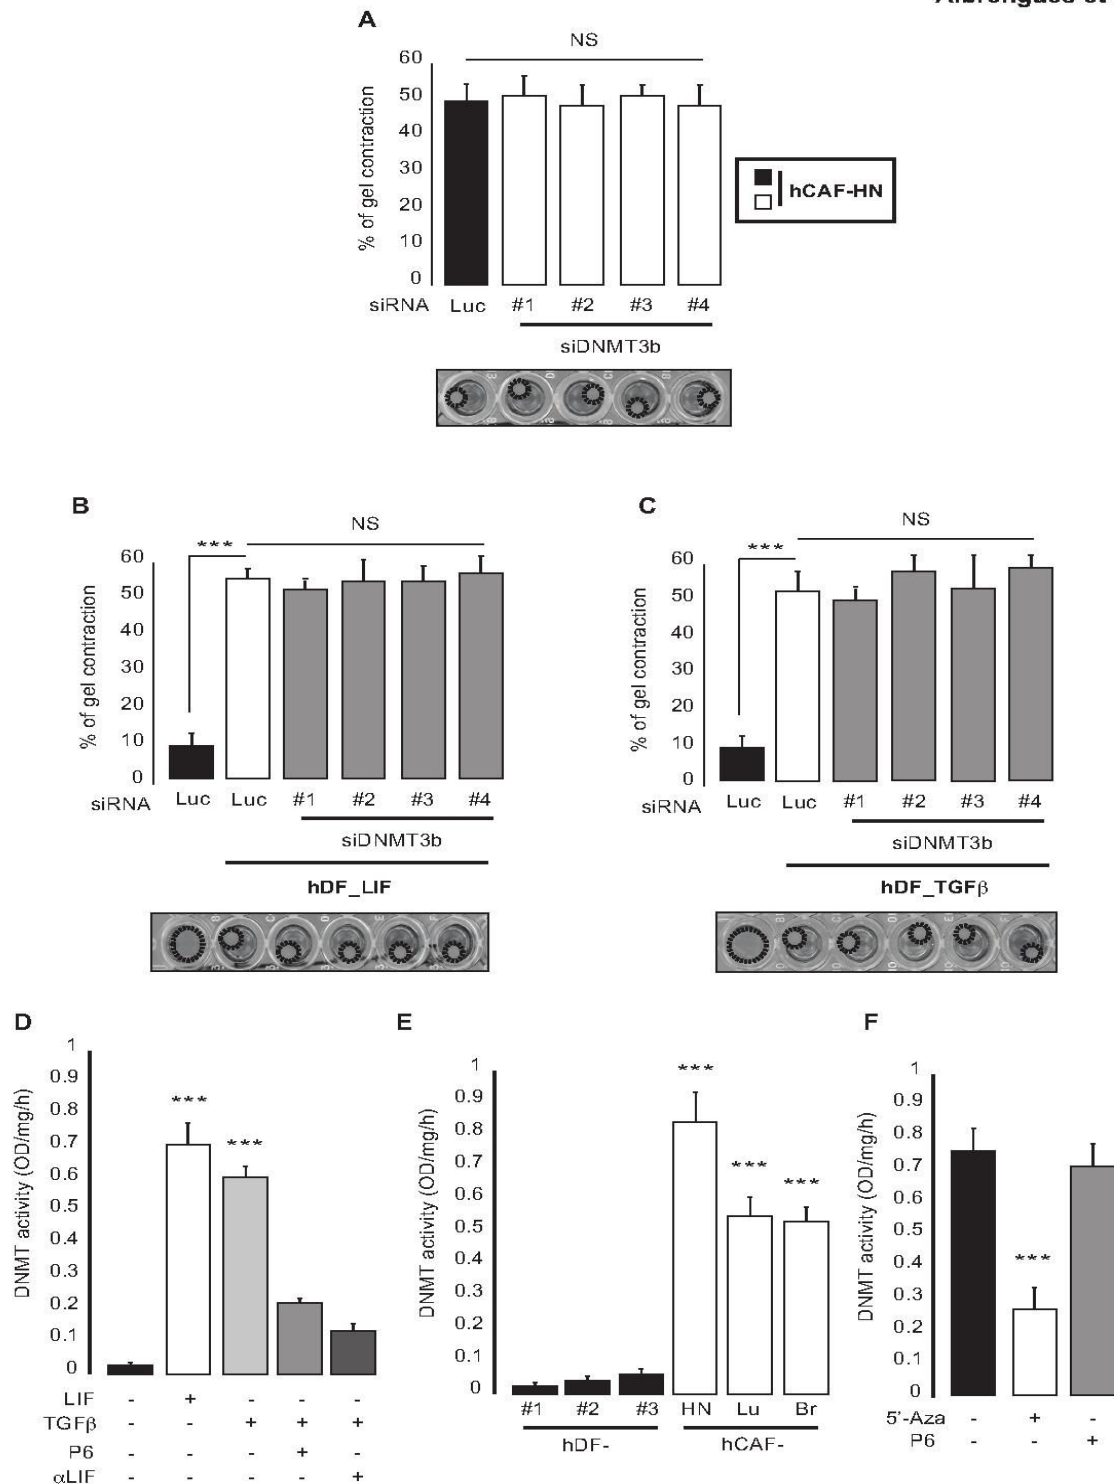 A
NS
60
50
40
30
20
10
0
% of gel contraction
hCAF-HN
siRNA Luc #1 #2 #3 #4
siDNMT3b
B
NS
***
60
50
40
30
20
10
0
% of gel contraction
siRNA Luc Luc #1 #2 #3 #4
siDNMT3b
hDF_LIF
C
NS
***
60
50
40
30
20
10
0
% of gel contraction
siRNA Luc Luc #1 #2 #3 #4
siDNMT3b
hDF_TGFβ
D
1
0.9
0.8
0.7
0.6
0.5
0.4
0.3
0.2
0.1
0
DNMT activity (OD/mg/h)
*** ***
LIF - + - - -
TGFβ - - + + +
P6 - - - + -
αLIF - - - - +
E
1
0.9
0.8
0.7
0.6
0.5
0.4
0.3
0.2
0.1
0
DNMT activity (OD/mg/h)
*** *** ***
#1 #2 #3 HN Lu Br
hDF- hCAF-
F
1
0.9
0.8
0.7
0.6
0.5
0.4
0.3
0.2
0.1
0
DNMT activity (OD/mg/h)
***
5'-Aza - + -
P6 - - +